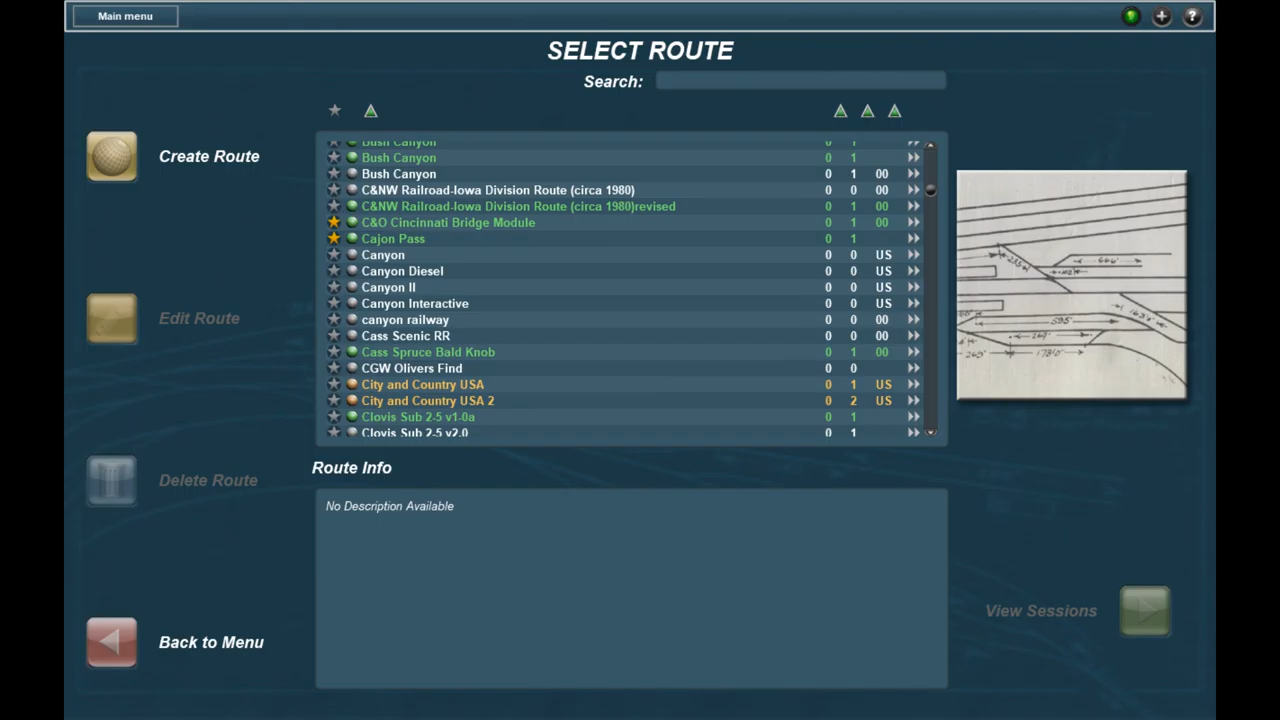 Main menu
?
SELECT ROUTE
Search:
Create Route
Edit Route
Delete Route
Back to Menu
Bush Canyon 0 1
Bush Canyon 0 1
Bush Canyon 0 1 00
C&NW Railroad-Iowa Division Route (circa 1980) 0 0 00
C&NW Railroad-Iowa Division Route (circa 1980)revised 0 1 00
C&O Cincinnati Bridge Module 0 1 00
Cajon Pass 0 1
Canyon 0 0 US
Canyon Diesel 0 0 US
Canyon II 0 0 US
Canyon Interactive 0 0 US
canyon railway 0 0 00
Cass Scenic RR 0 0 00
Cass Spruce Bald Knob 0 1 00
CGW Olivers Find 0 0
City and Country USA 0 1 US
City and Country USA 2 0 2 US
Clovis Sub 2-5 v1-0a 0 1
Clovis Sub 2-5 v2.0 0 1
Route Info
No Description Available
595'
View Sessions